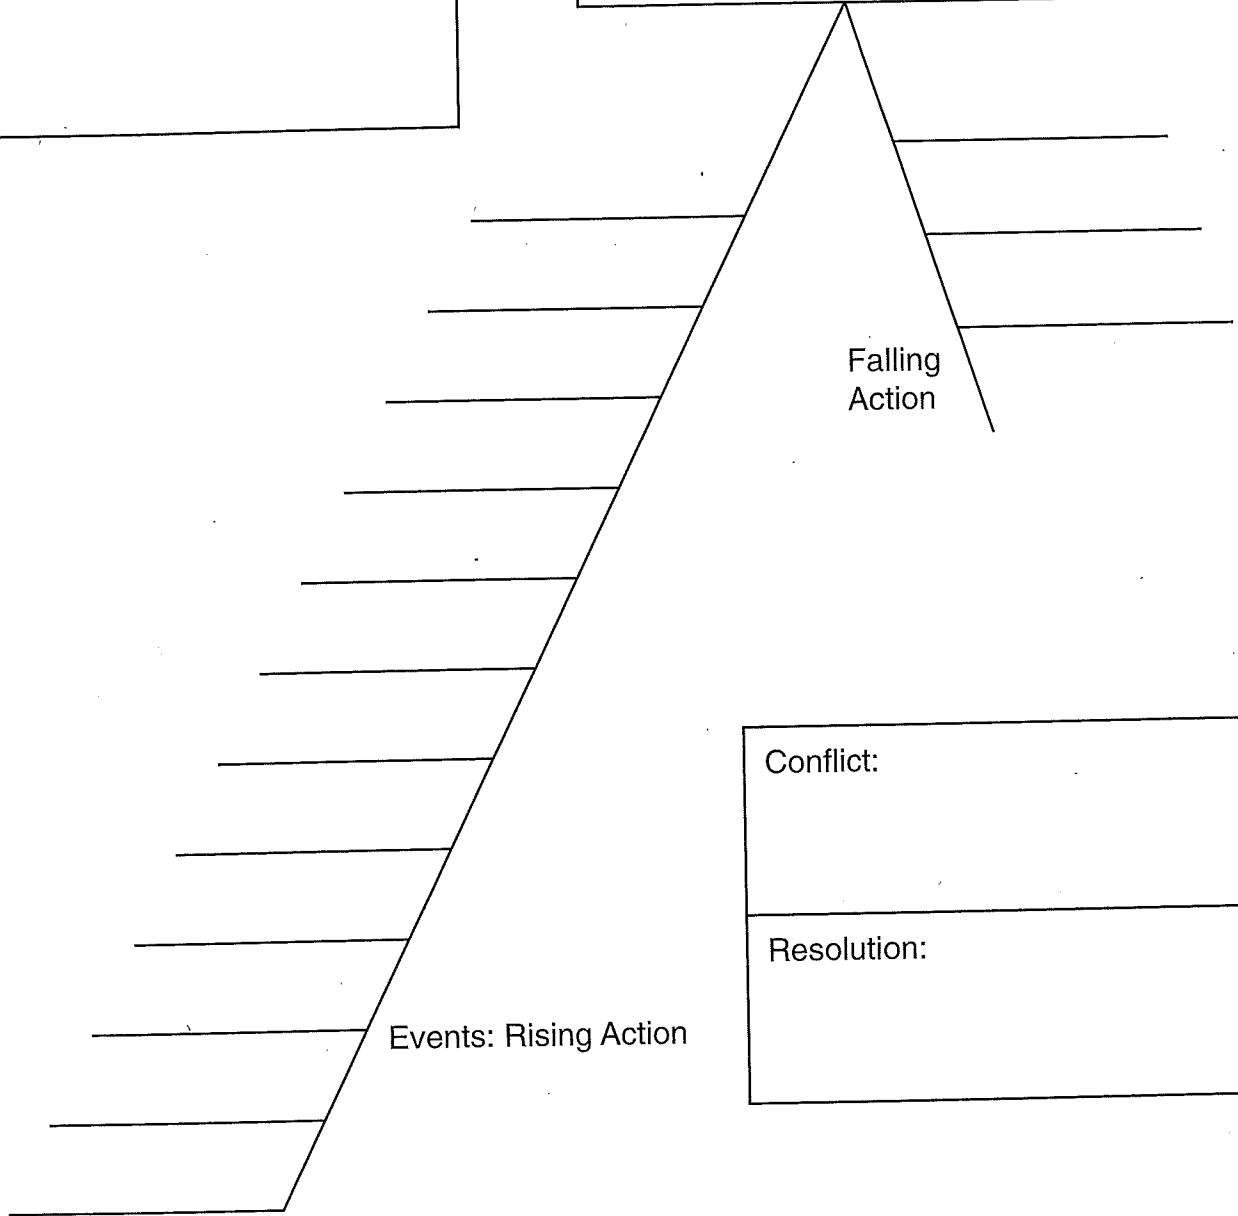 Falling
Action
Conflict:
Resolution:
Events: Rising Action